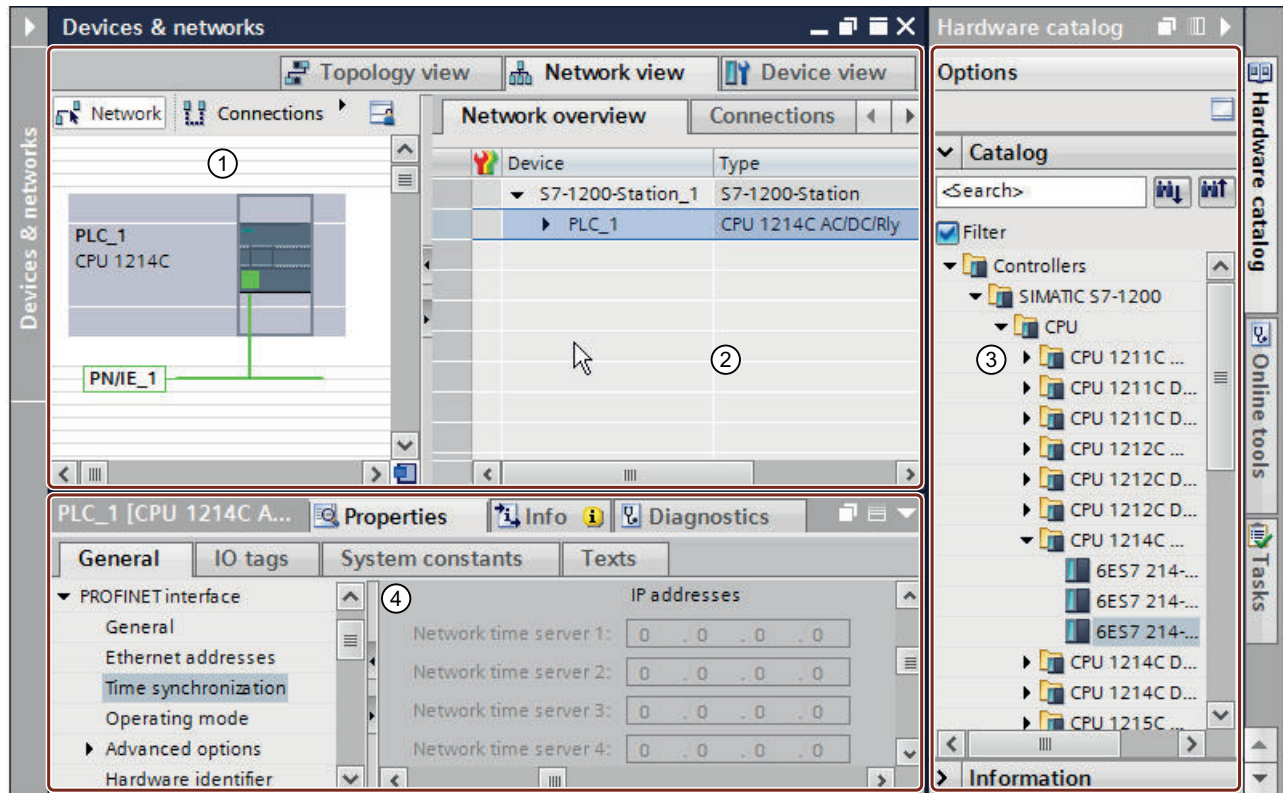 Devices & networks
Hardware catalog
Devices & networks
Topology view
Network view
Device view
Network
Connections
1
PLC_1
CPU 1214C
PN/IE_1
Network overview
Connections
Device Type
S7-1200-Station_1 S7-1200-Station
PLC_1 CPU 1214C AC/DC/Rly
2
Options
Catalog
<Search>
Filter
Controllers
SIMATIC S7-1200
CPU
3
CPU 1211C ...
CPU 1211C D...
CPU 1211C D...
CPU 1212C ...
CPU 1212C D...
CPU 1212C D...
CPU 1214C ...
6ES7 214-...
6ES7 214-...
6ES7 214-...
CPU 1214C D...
CPU 1214C D...
CPU 1215C ...
Information
Hardware catalog
Online tools
Tasks
PLC_1 [CPU 1214C A...
Properties
Info
Diagnostics
General
IO tags
System constants
Texts
PROFINET interface
General
Ethernet addresses
Time synchronization
Operating mode
Advanced options
Hardware identifier
4
IP addresses
Network time server 1: 0 . 0 . 0 . 0
Network time server 2: 0 . 0 . 0 . 0
Network time server 3: 0 . 0 . 0 . 0
Network time server 4: 0 . 0 . 0 . 0